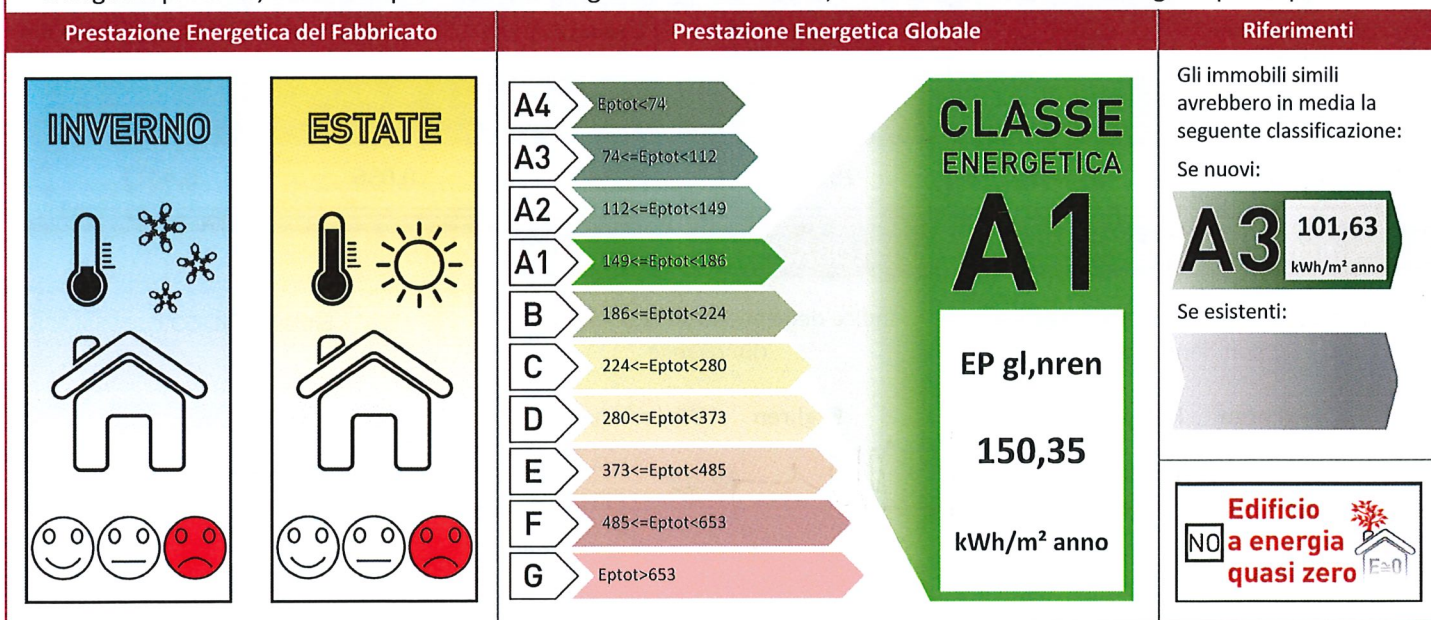 Prestazione Energetica del Fabbricato
Prestazione Energetica Globale
Riferimenti
INVERNO
ESTATE
A4 Eptot<74
A3 74<=Eptot<112
A2 112<=Eptot<149
A1 149<=Eptot<186
B 186<=Eptot<224
C 224<=Eptot<280
D 280<=Eptot<373
E 373<=Eptot<485
F 485<=Eptot<653
G Eptot>653
CLASSE
ENERGETICA
A1
EP gl,nren
150,35
kWh/m² anno
Gli immobili simili
avrebbero in media la
seguente classificazione:
Se nuovi:
A3
101,63
kWh/m² anno
Se esistenti:
Edificio
NO a energia
quasi zero
E≃0